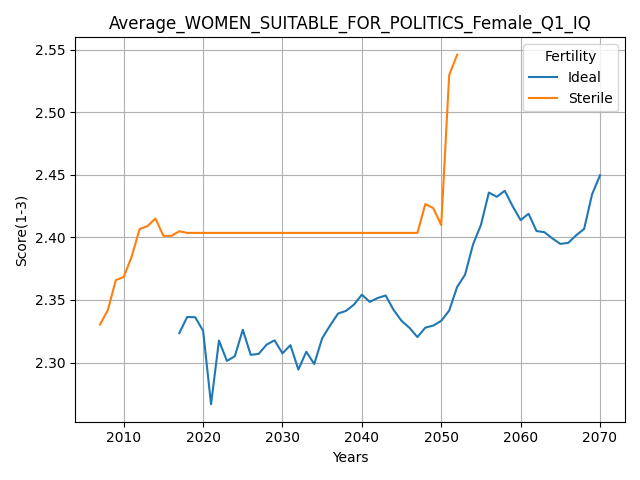 Average_WOMEN_SUITABLE_FOR_POLITICS_Female_Q1_IQ
Fertility
Ideal
Sterile
Score(1-3)
2.55
2.50
2.45
2.40
2.35
2.30
2010 2020 2030 2040 2050 2060 2070
Years